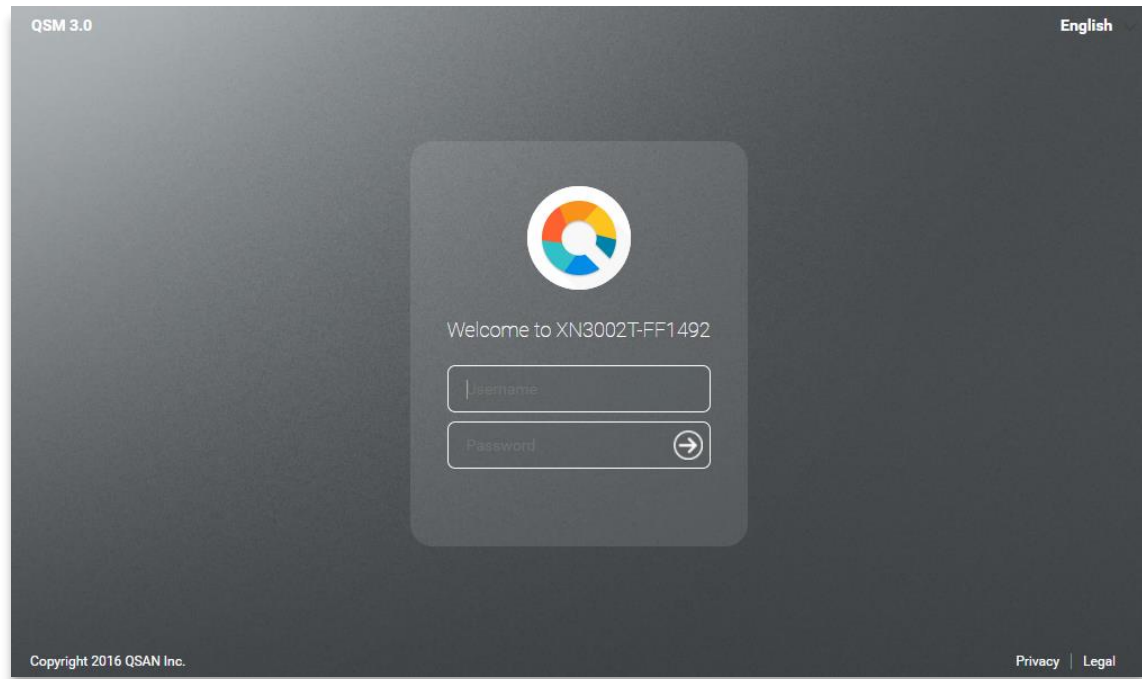 QSM 3.0
English
Welcome to XN3002T-FF1492
Username
Password
Copyright 2016 QSAN Inc.
Privacy | Legal